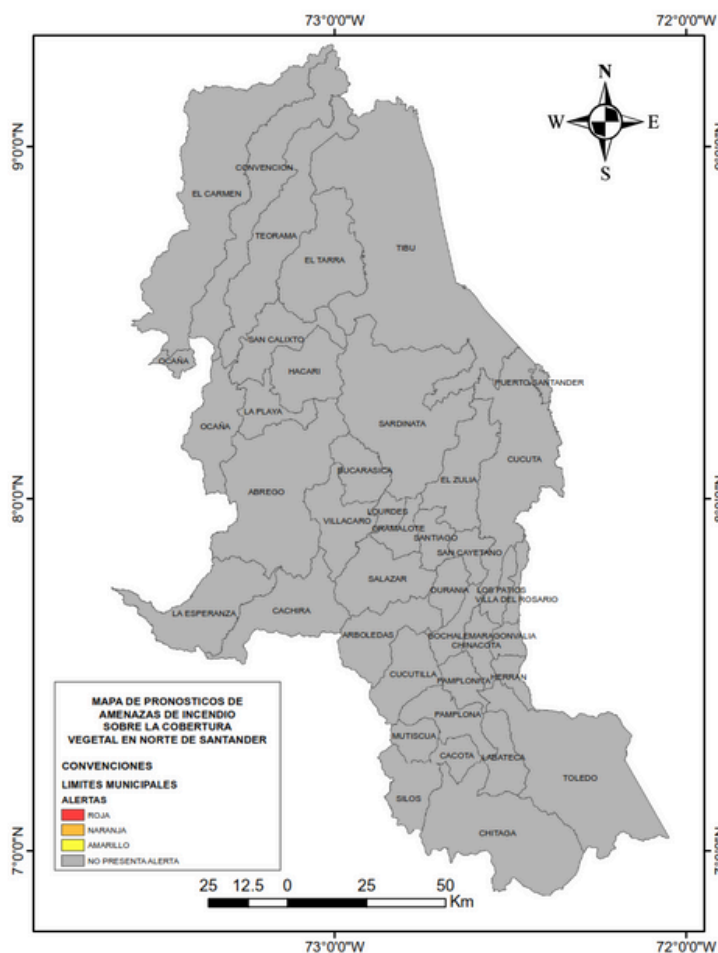 73°0'0"W 72°0'0"W
N
W E
S
9°0'0"N
CONVENCION
EL CARMEN
TEORAMA
TIBU
EL TARRA
SAN CALIXTO
OCAÑA
HACARI
PUERTO SANTANDER
LA PLAYA
OCAÑA
SARDINATA
CUCUTA
BUCARASICA
EL ZULIA
ABREGO
8°0'0"N
LOURDES
VILLACARO
GRAMALOTE
SANTIAGO
SAN CAYETANO
SALAZAR
DURANIA
LOS PATIOS
VILLA DEL ROSARIO
LA ESPERANZA
CACHIRA
ARBOLEDAS
BOCHALEMA
RAGONVALIA
CHINACOTA
CUCUTILLA
PAMPLONITA
HERRAN
PAMPLONA
MUTISCUA
CACOTA
LABATECA
TOLEDO
SILOS
CHITAGA
MAPA DE PRONOSTICOS DE
AMENAZAS DE INCENDIO
SOBRE LA COBERTURA
VEGETAL EN NORTE DE SANTANDER
CONVENCIONES
LIMITES MUNICIPALES
ALERTAS
ROJA
NARANJA
AMARILLO
NO PRESENTA ALERTA
7°0'0"N
25 12.5 0 25 50
Km
73°0'0"W 72°0'0"W